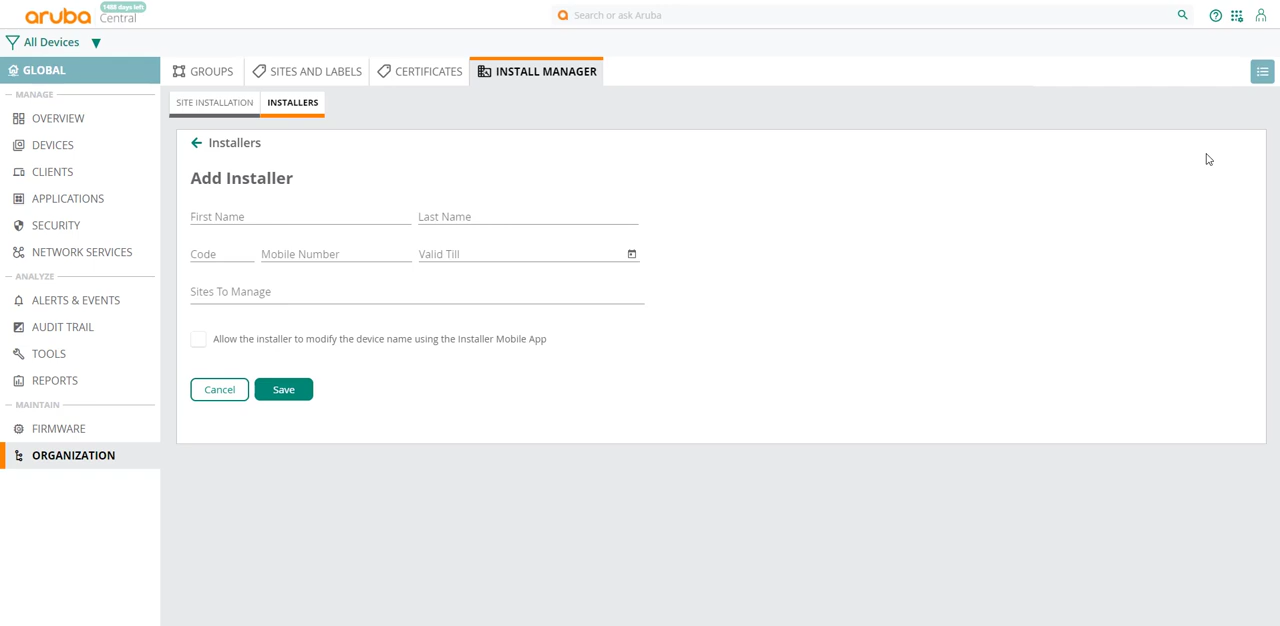 aruba
1488 days left
Central
Search or ask Aruba
All Devices
GLOBAL
MANAGE
OVERVIEW
DEVICES
CLIENTS
APPLICATIONS
SECURITY
NETWORK SERVICES
ANALYZE
ALERTS & EVENTS
AUDIT TRAIL
TOOLS
REPORTS
MAINTAIN
FIRMWARE
ORGANIZATION
GROUPS SITES AND LABELS CERTIFICATES INSTALL MANAGER
SITE INSTALLATION INSTALLERS
Installers
Add Installer
First Name Last Name
Code Mobile Number Valid Till
Sites To Manage
Allow the installer to modify the device name using the Installer Mobile App
Cancel Save